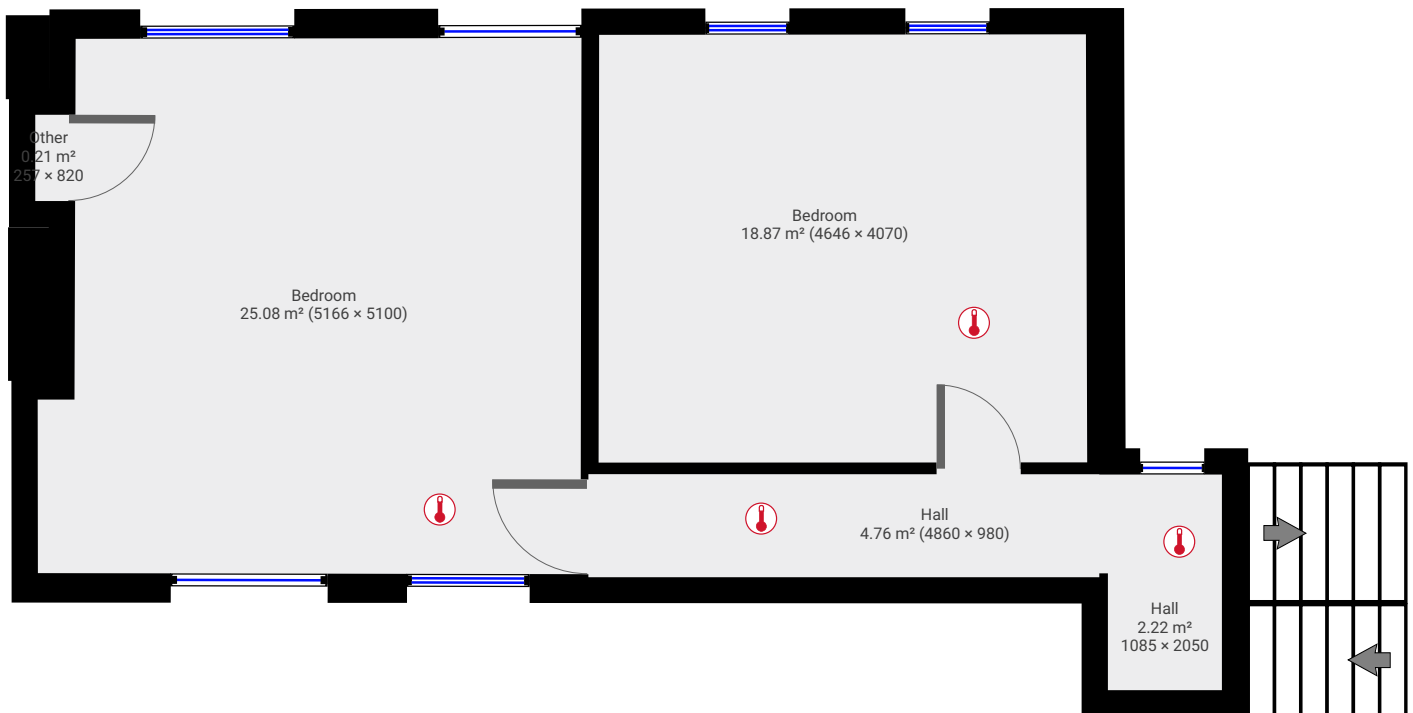 Other
0.21 m²
257 × 820
Bedroom
18.87 m² (4646 × 4070)
Bedroom
25.08 m² (5166 × 5100)
Hall
4.76 m² (4860 × 980)
Hall
2.22 m²
1085 × 2050